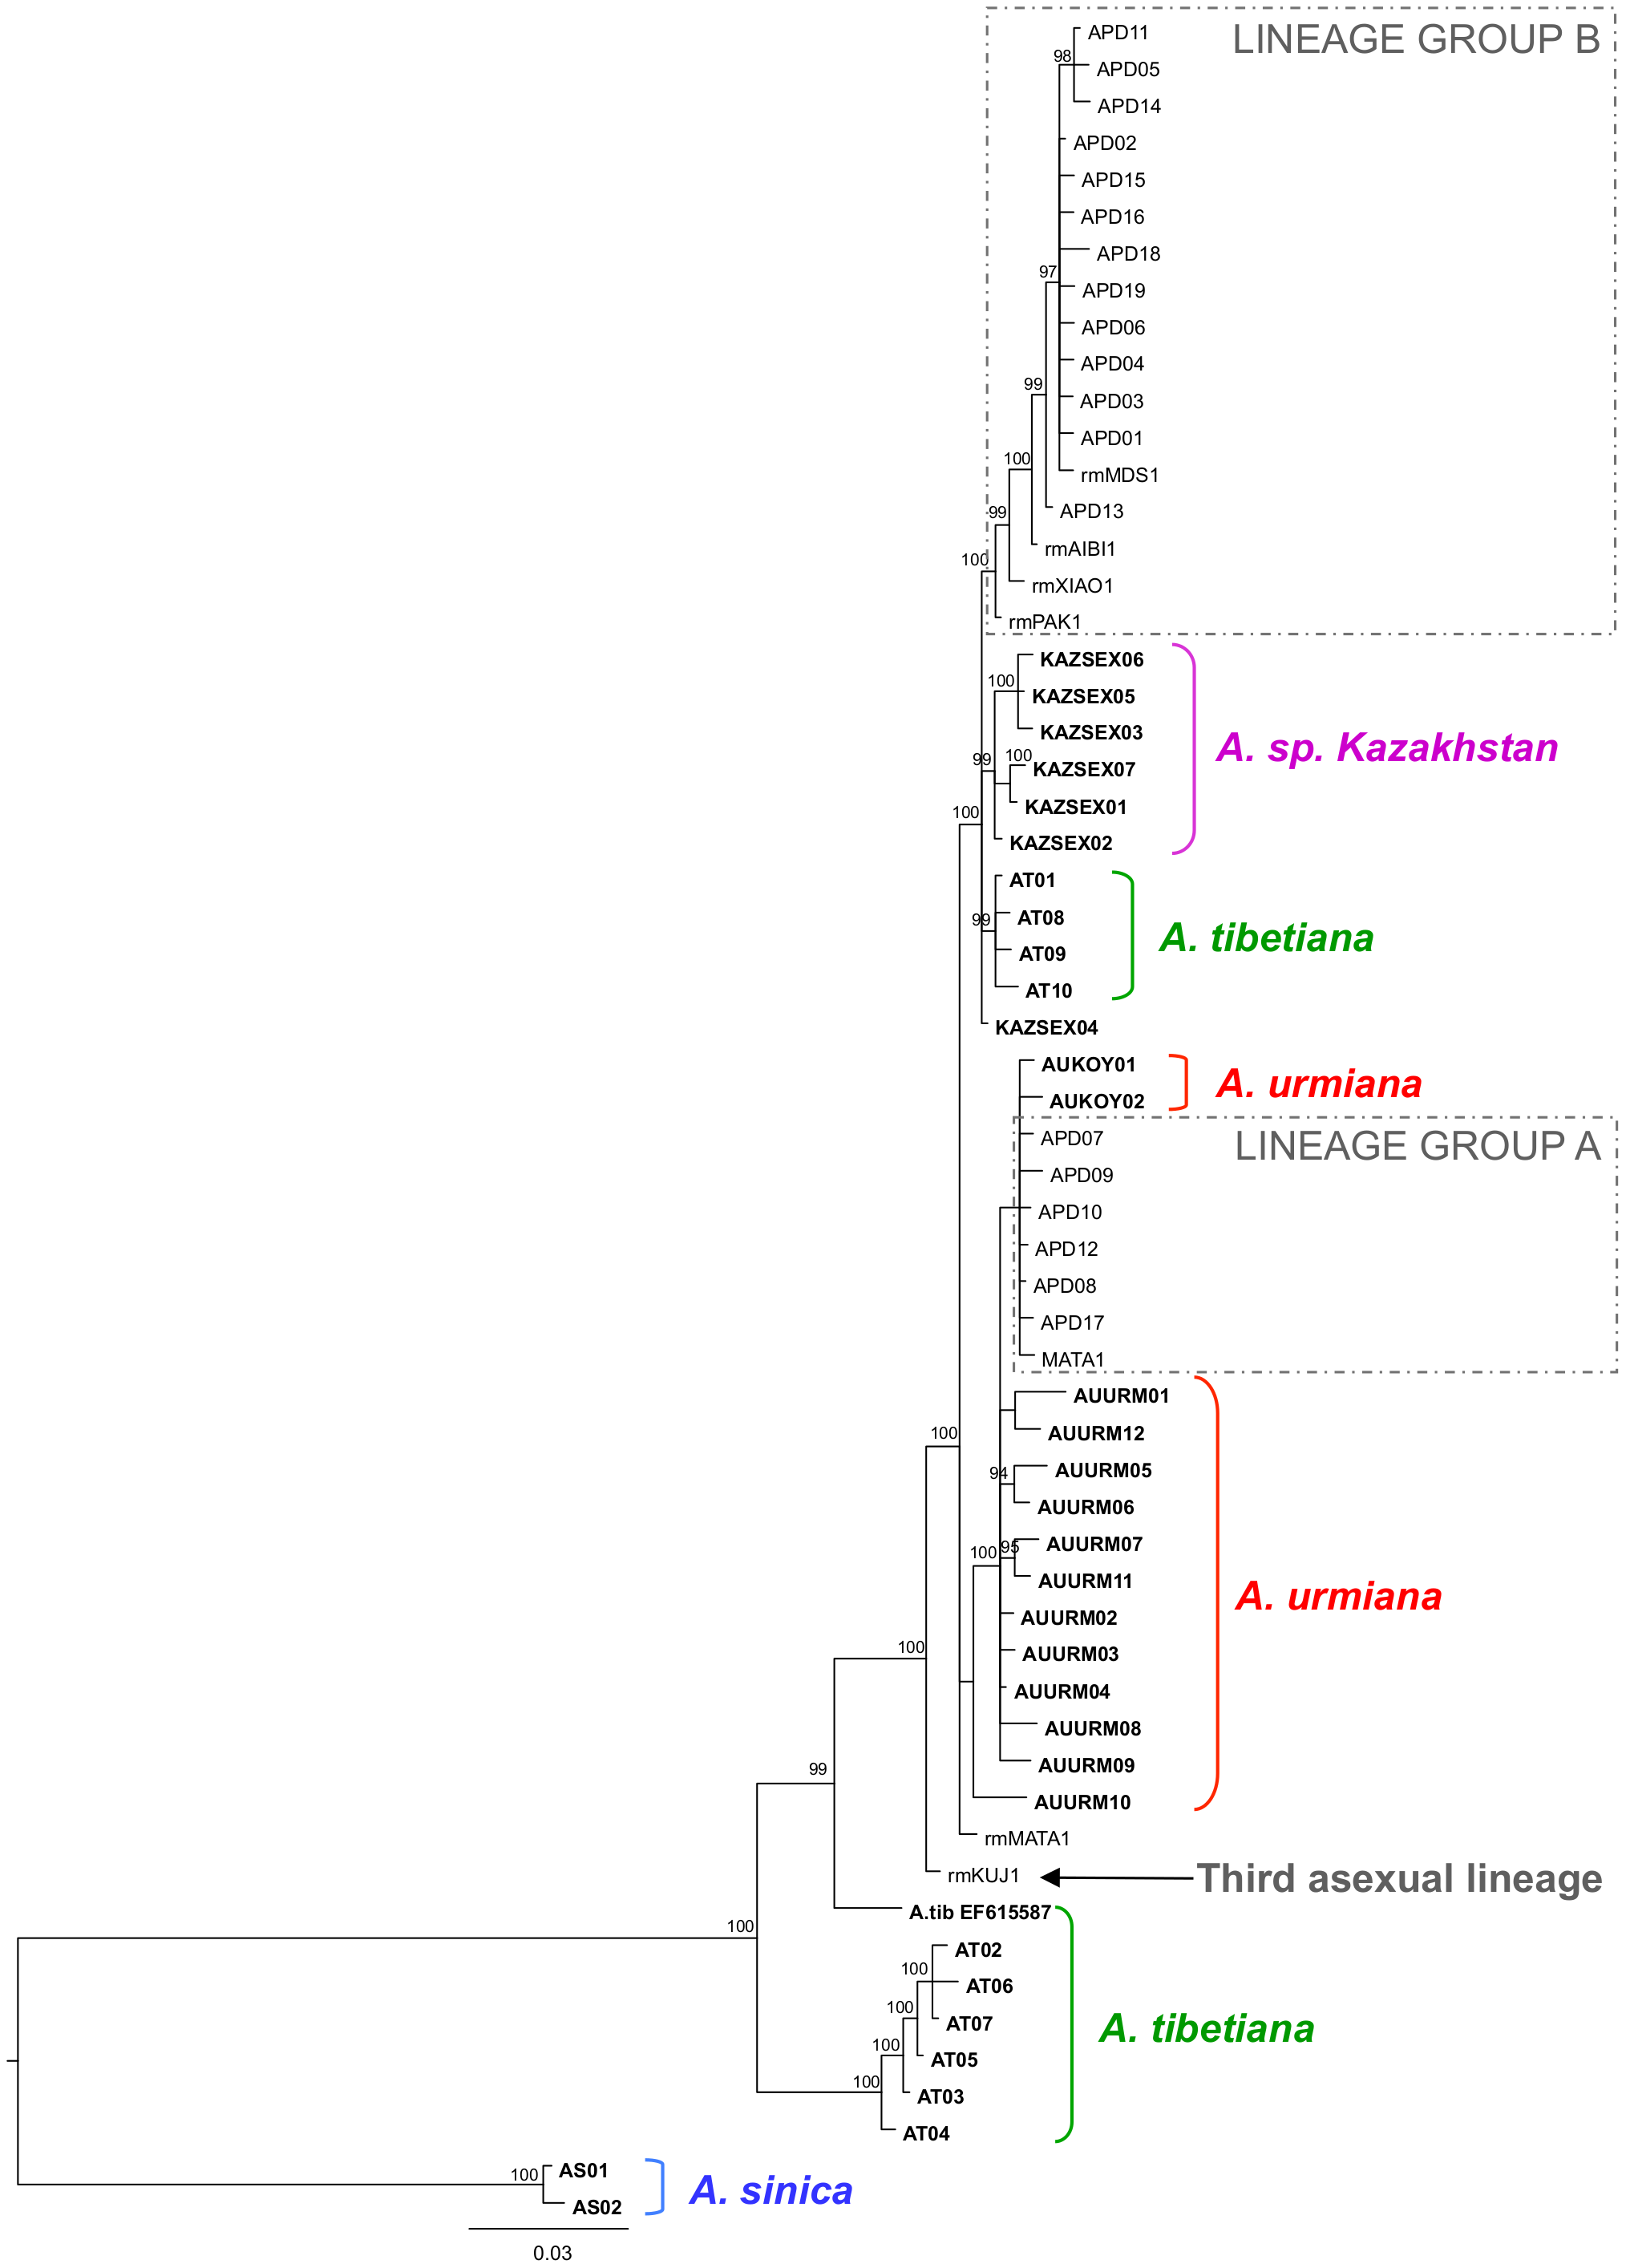 LINEAGE GROUP B
APD11
98
APD05
APD14
APD02
APD15
APD16
APD18
97
APD19
APD06
APD04
99
APD03
APD01
100
rmMDS1
99
APD13
rmAIBI1
100
rmXIAO1
rmPAK1
KAZSEX06
100
KAZSEX05
KAZSEX03
A. sp. Kazakhstan
99
100
KAZSEX07
KAZSEX01
100
KAZSEX02
AT01
99
AT08
A. tibetiana
AT09
AT10
KAZSEX04
AUKOY01
A. urmiana
AUKOY02
LINEAGE GROUP A
APD07
APD09
APD10
APD12
APD08
APD17
MATA1
AUURM01
100
AUURM12
94
AUURM05
AUURM06
100
95
AUURM07
AUURM11
A. urmiana
AUURM02
100
AUURM03
AUURM04
AUURM08
99
AUURM09
AUURM10
rmMATA1
rmKUJ1
Third asexual lineage
A.tib EF615587
100
AT02
100
AT06
100
AT07
A. tibetiana
100
AT05
100
AT03
AT04
100
AS01
A. sinica
AS02
0.03